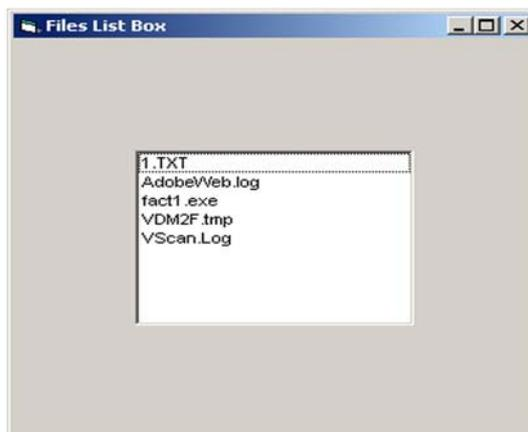 Files List Box
1.TXT
AdobeWeb.log
fact1.exe
VDM2F.tmp
VScan.Log